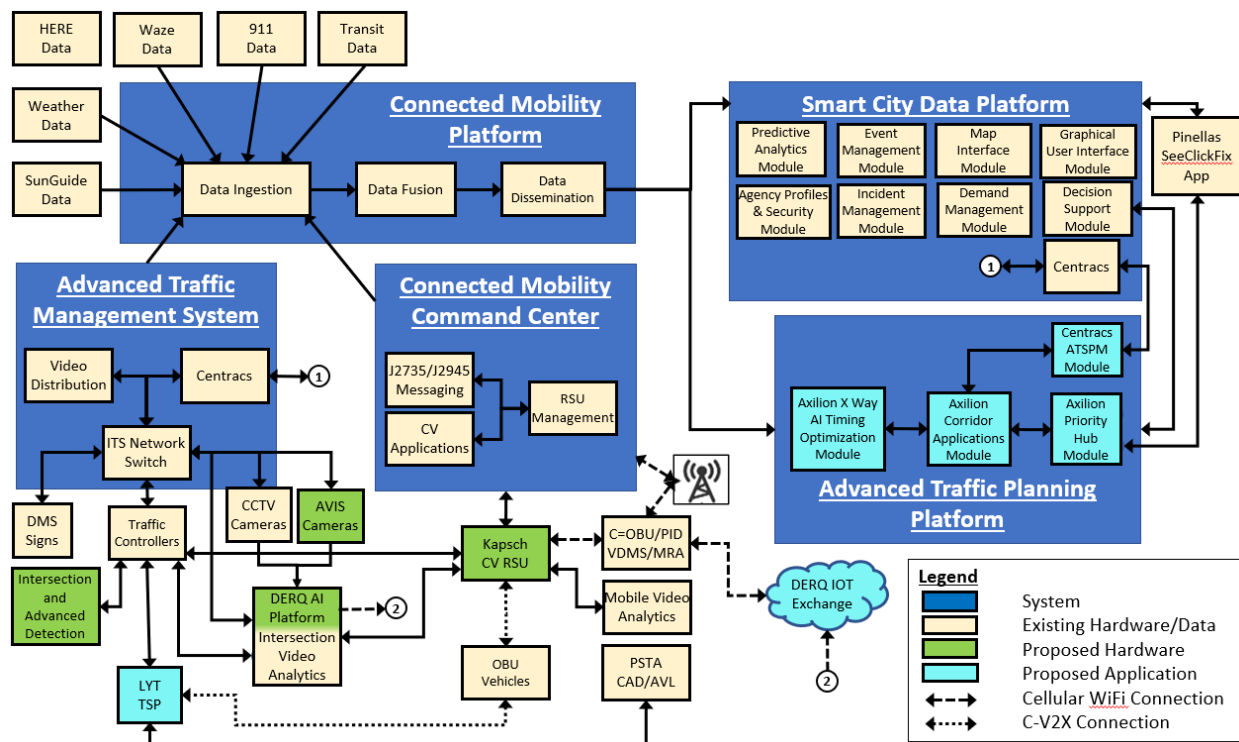 HERE
Data
Waze
Data
911
Data
Transit
Data
Weather
Data
SunGuide
Data
Connected Mobility
Platform
Data Ingestion
Data Fusion
Data
Dissemination
Smart City Data Platform
Predictive
Analytics
Module
Event
Management
Module
Map
Interface
Module
Graphical
User Interface
Module
Agency Profiles
& Security
Module
Incident
Management
Module
Demand
Management
Module
Decision
Support
Module
1
Centracs
Pinellas
SeeClickFix
App
Advanced Traffic
Management System
Video
Distribution
Centracs
1
ITS Network
Switch
Connected Mobility
Command Center
J2735/J2945
Messaging
CV
Applications
RSU
Management
Centracs
ATSPM
Module
Axilion X Way
AI Timing
Optimization
Module
Axilion
Corridor
Applications
Module
Axilion
Priority
Hub
Module
Advanced Traffic Planning
Platform
DMS
Signs
Traffic
Controllers
CCTV
Cameras
AVIS
Cameras
Intersection
and
Advanced
Detection
DERQ AI
Platform
Intersection
Video
Analytics
2
Kapsch
CV RSU
C=OBU/PID
VDMS/MRA
Mobile Video
Analytics
DERQ IOT
Exchange
2
LYT
TSP
OBU
Vehicles
PSTA
CAD/AVL
Legend
System
Existing Hardware/Data
Proposed Hardware
Proposed Application
Cellular WiFi Connection
C-V2X Connection